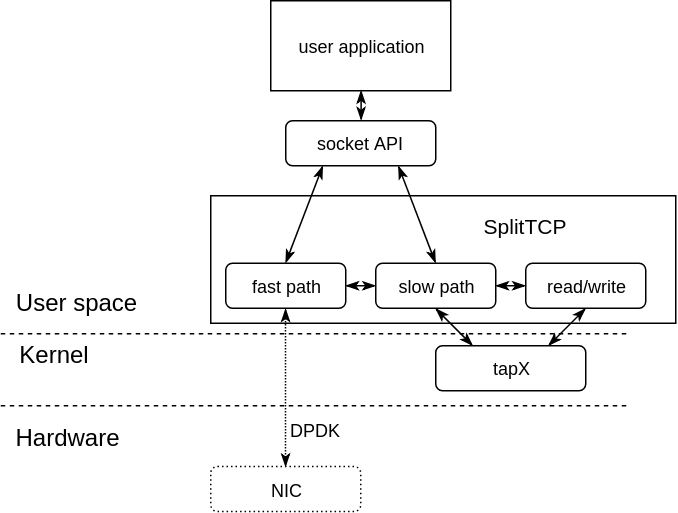 user application
socket API
SplitTCP
fast path
slow path
read/write
User space
Kernel
tapX
Hardware
DPDK
NIC